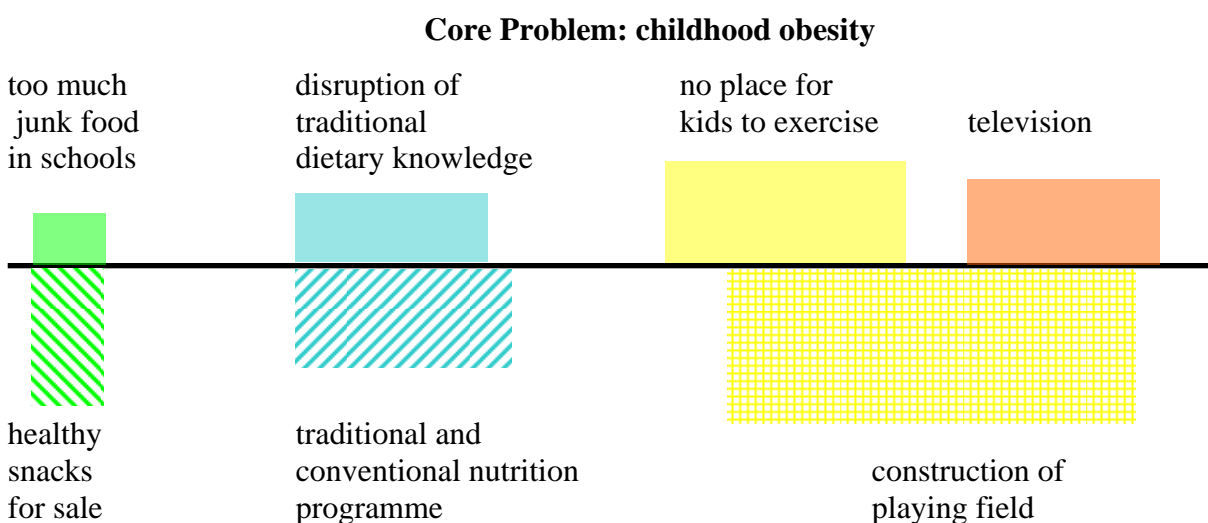 Core Problem: childhood obesity
too much
junk food
in schools
disruption of
traditional
dietary knowledge
no place for
kids to exercise
television
healthy
snacks
for sale
traditional and
conventional nutrition
programme
construction of
playing field